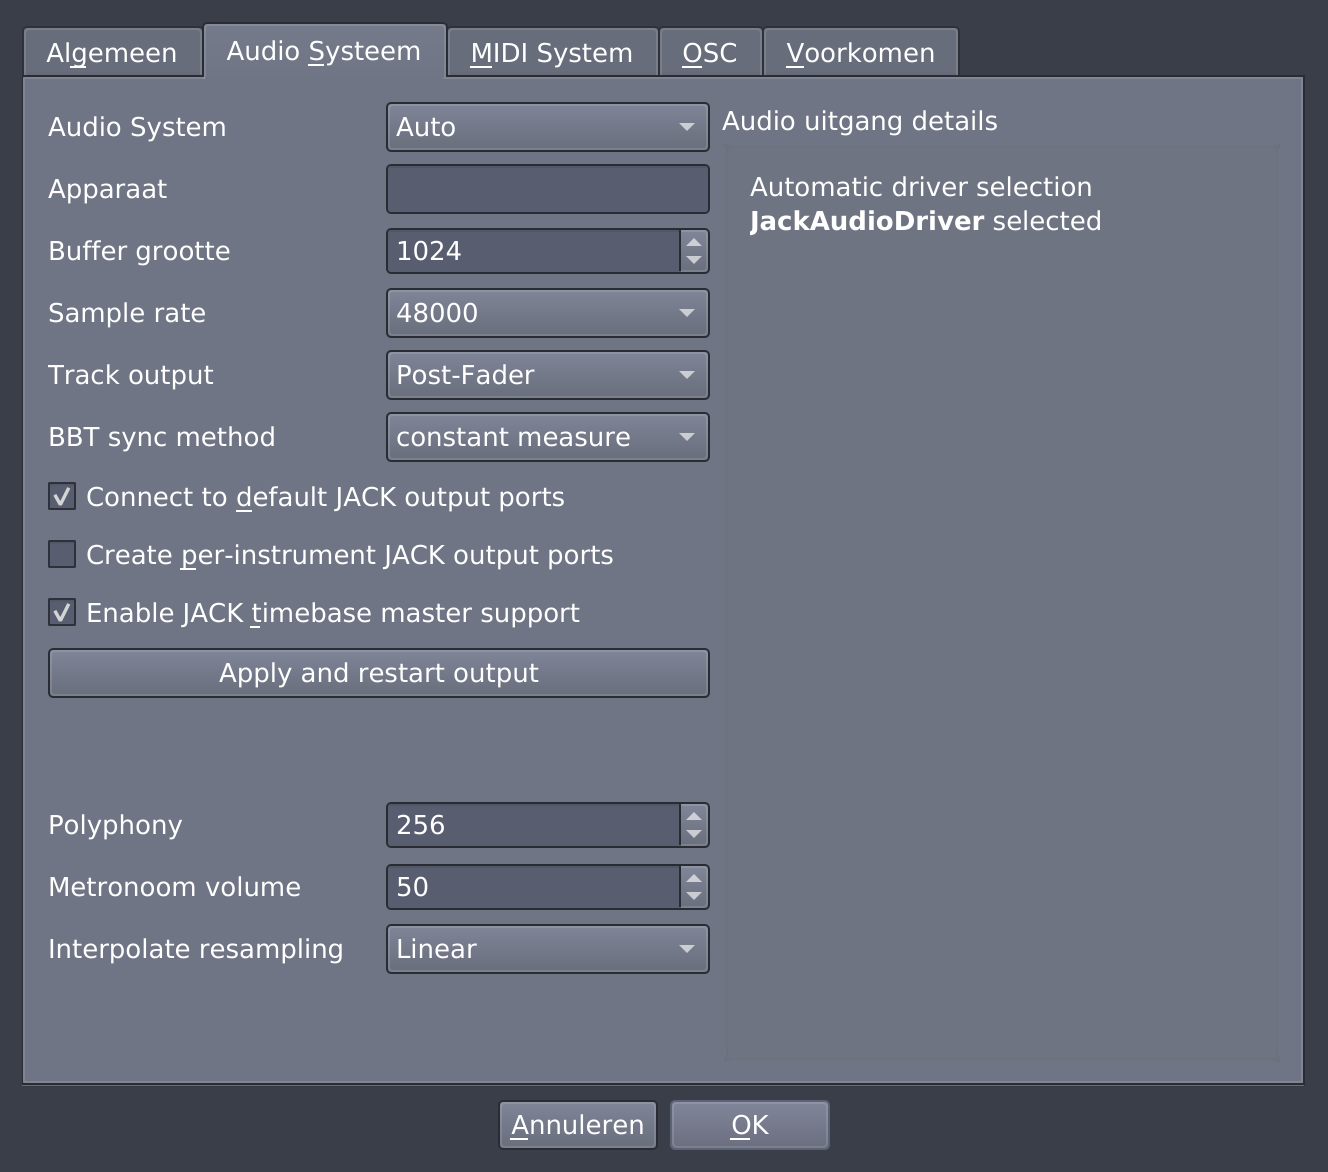 Algemeen
Audio Systeem
MIDI System
OSC
Voorkomen
Audio System
Auto
Apparaat
Buffer grootte
1024
Sample rate
48000
Track output
Post-Fader
BBT sync method
constant measure
Connect to default JACK output ports
Create per-instrument JACK output ports
Enable JACK timebase master support
Apply and restart output
Polyphony
256
Metronoom volume
50
Interpolate resampling
Linear
Audio uitgang details
Automatic driver selection
JackAudioDriver selected
Annuleren
OK